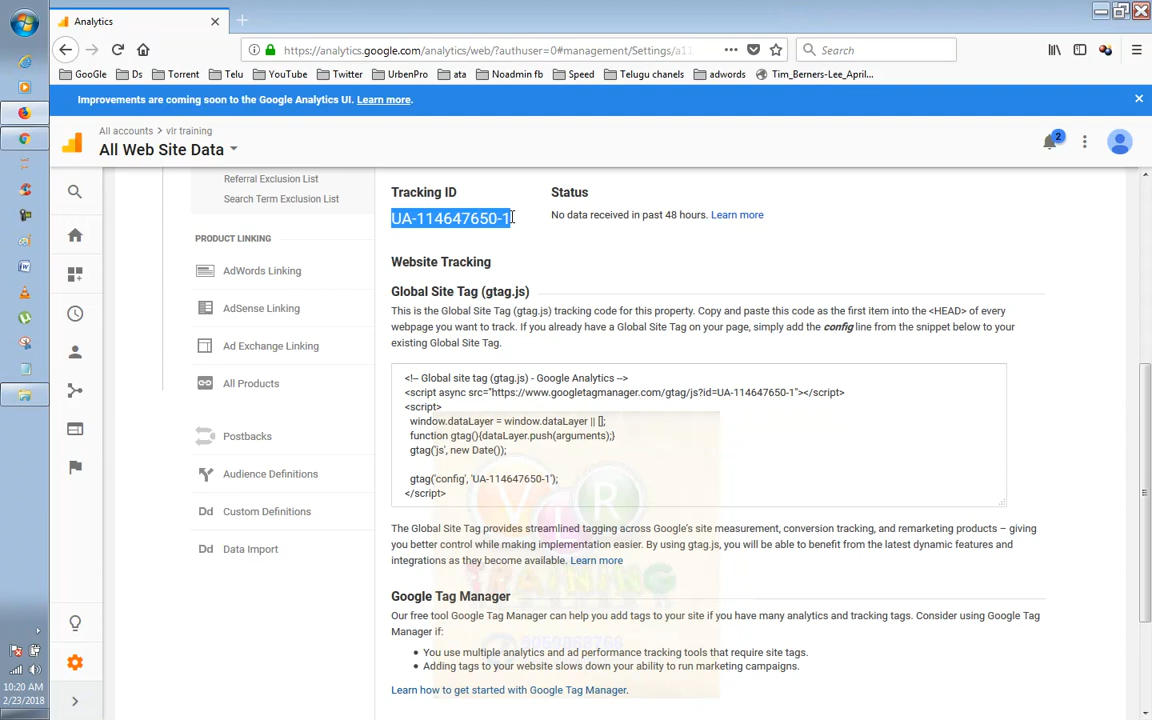 Analytics
https://analytics.google.com/analytics/web/?authuser=0#management/Settings/a1
Search
GooGle
Ds
Torrent
Telu
YouTube
Twitter
UrbenPro
ata
Noadmin fb
Speed
Telugu chanels
adwords
Tim_Berners-Lee_April...
Improvements are coming soon to the Google Analytics UI. Learn more.
All accounts > vlr training
All Web Site Data
2
Referral Exclusion List
Search Term Exclusion List
PRODUCT LINKING
AdWords Linking
AdSense Linking
Ad Exchange Linking
All Products
Postbacks
Audience Definitions
Dd Custom Definitions
Dd Data Import
Tracking ID
UA-114647650-1
Status
No data received in past 48 hours. Learn more
Website Tracking
Global Site Tag (gtag.js)
This is the Global Site Tag (gtag.js) tracking code for this property. Copy and paste this code as the first item into the <HEAD> of every
webpage you want to track. If you already have a Global Site Tag on your page, simply add the config line from the snippet below to your
existing Global Site Tag.
<!-- Global site tag (gtag.js) - Google Analytics -->
<script async src="https://www.googletagmanager.com/gtag/js?id=UA-114647650-1"></script>
<script>
window.dataLayer = window.dataLayer || [];
function gtag(){dataLayer.push(arguments);}
gtag('js', new Date());
gtag('config', 'UA-114647650-1');
</script>
The Global Site Tag provides streamlined tagging across Google's site measurement, conversion tracking, and remarketing products – giving
you better control while making implementation easier. By using gtag.js, you will be able to benefit from the latest dynamic features and
integrations as they become available. Learn more
Google Tag Manager
Our free tool Google Tag Manager can help you add tags to your site if you have many analytics and tracking tags. Consider using Google Tag
Manager if:
You use multiple analytics and ad performance tracking tools that require site tags.
Adding tags to your website slows down your ability to run marketing campaigns.
Learn how to get started with Google Tag Manager.
VLR
TRAINING
10:20 AM
2/23/2018